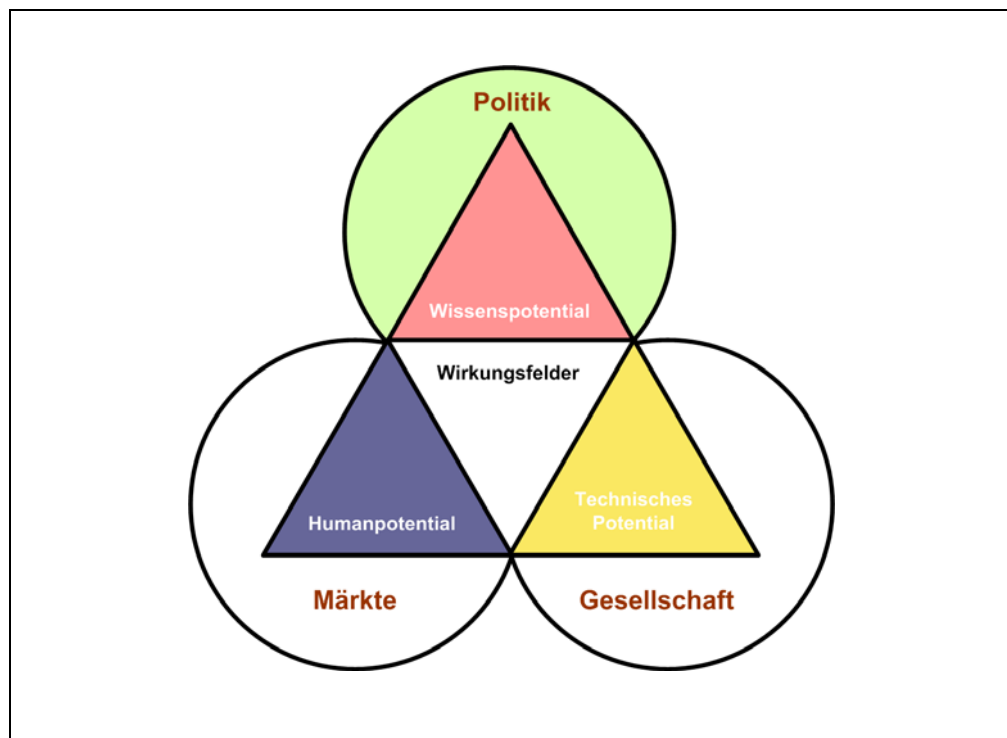 Politik
Wissenspotential
Wirkungsfelder
Humanpotential
Technisches
Potential
Märkte
Gesellschaft